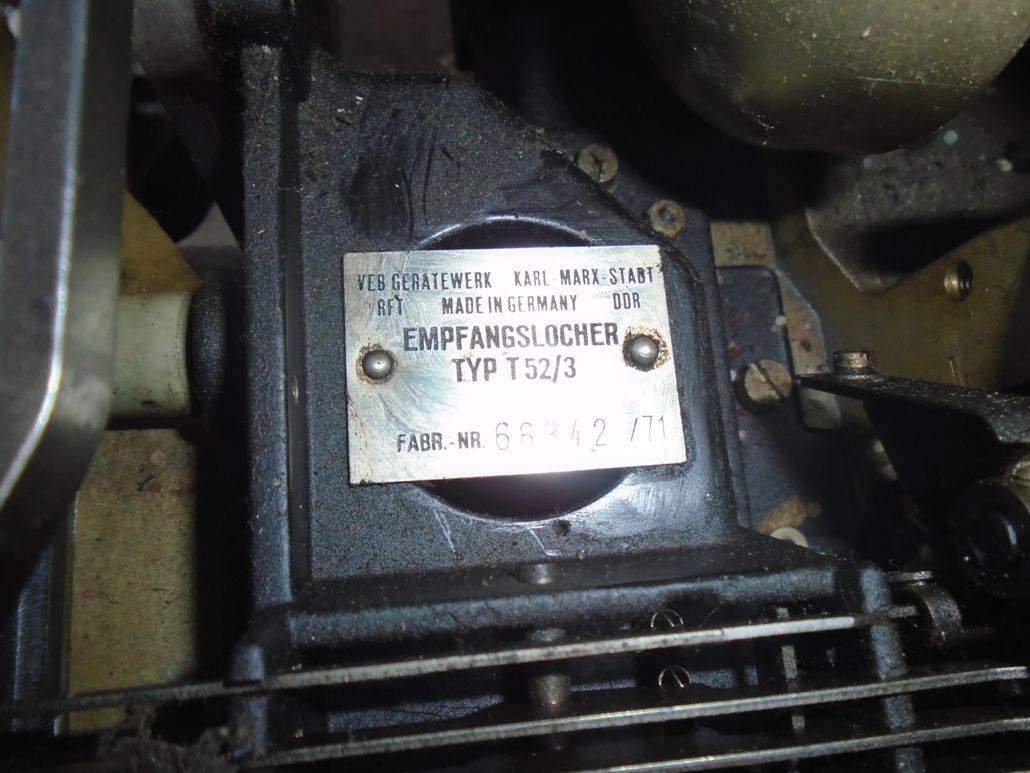 VEB GERÄTEWERK KARL-MARX-STADT
RFT MADE IN GERMANY DDR
EMPFANGSLOCHER
TYP T 52/3
FABR.-NR. 66342 /71